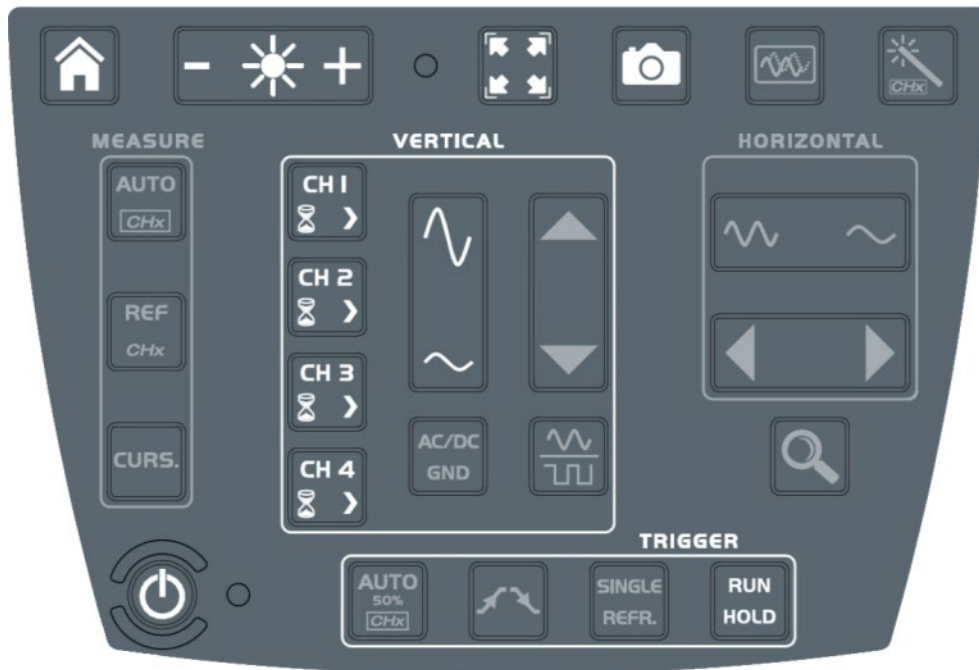 CHx
MEASURE
VERTICAL
HORIZONTAL
AUTO
CHx
REF
CHx
CURS.
CH 1
CH 2
CH 3
CH 4
AC/DC
GND
TRIGGER
AUTO
50%
CHx
SINGLE
REFR.
RUN
HOLD